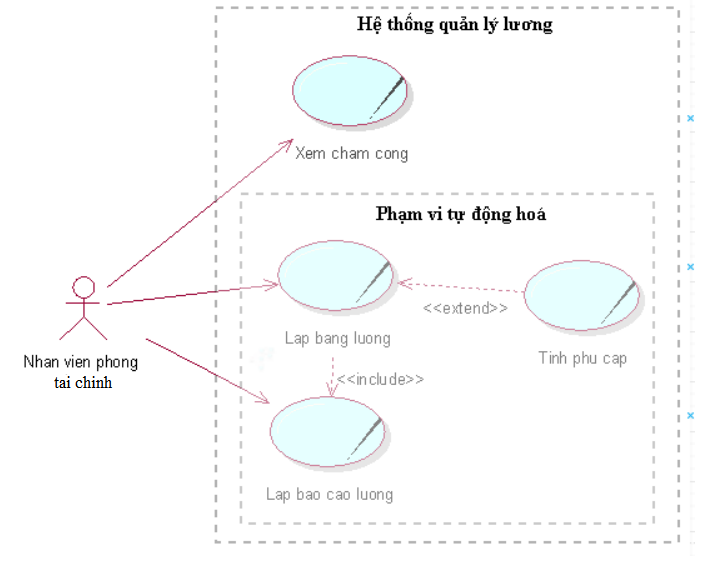 Hệ thống quản lý lương
Xem cham cong
Phạm vi tự động hoá
Lap bang luong
<<extend>>
Tinh phu cap
Nhan vien phong
tai chinh
<<include>>
Lap bao cao luong